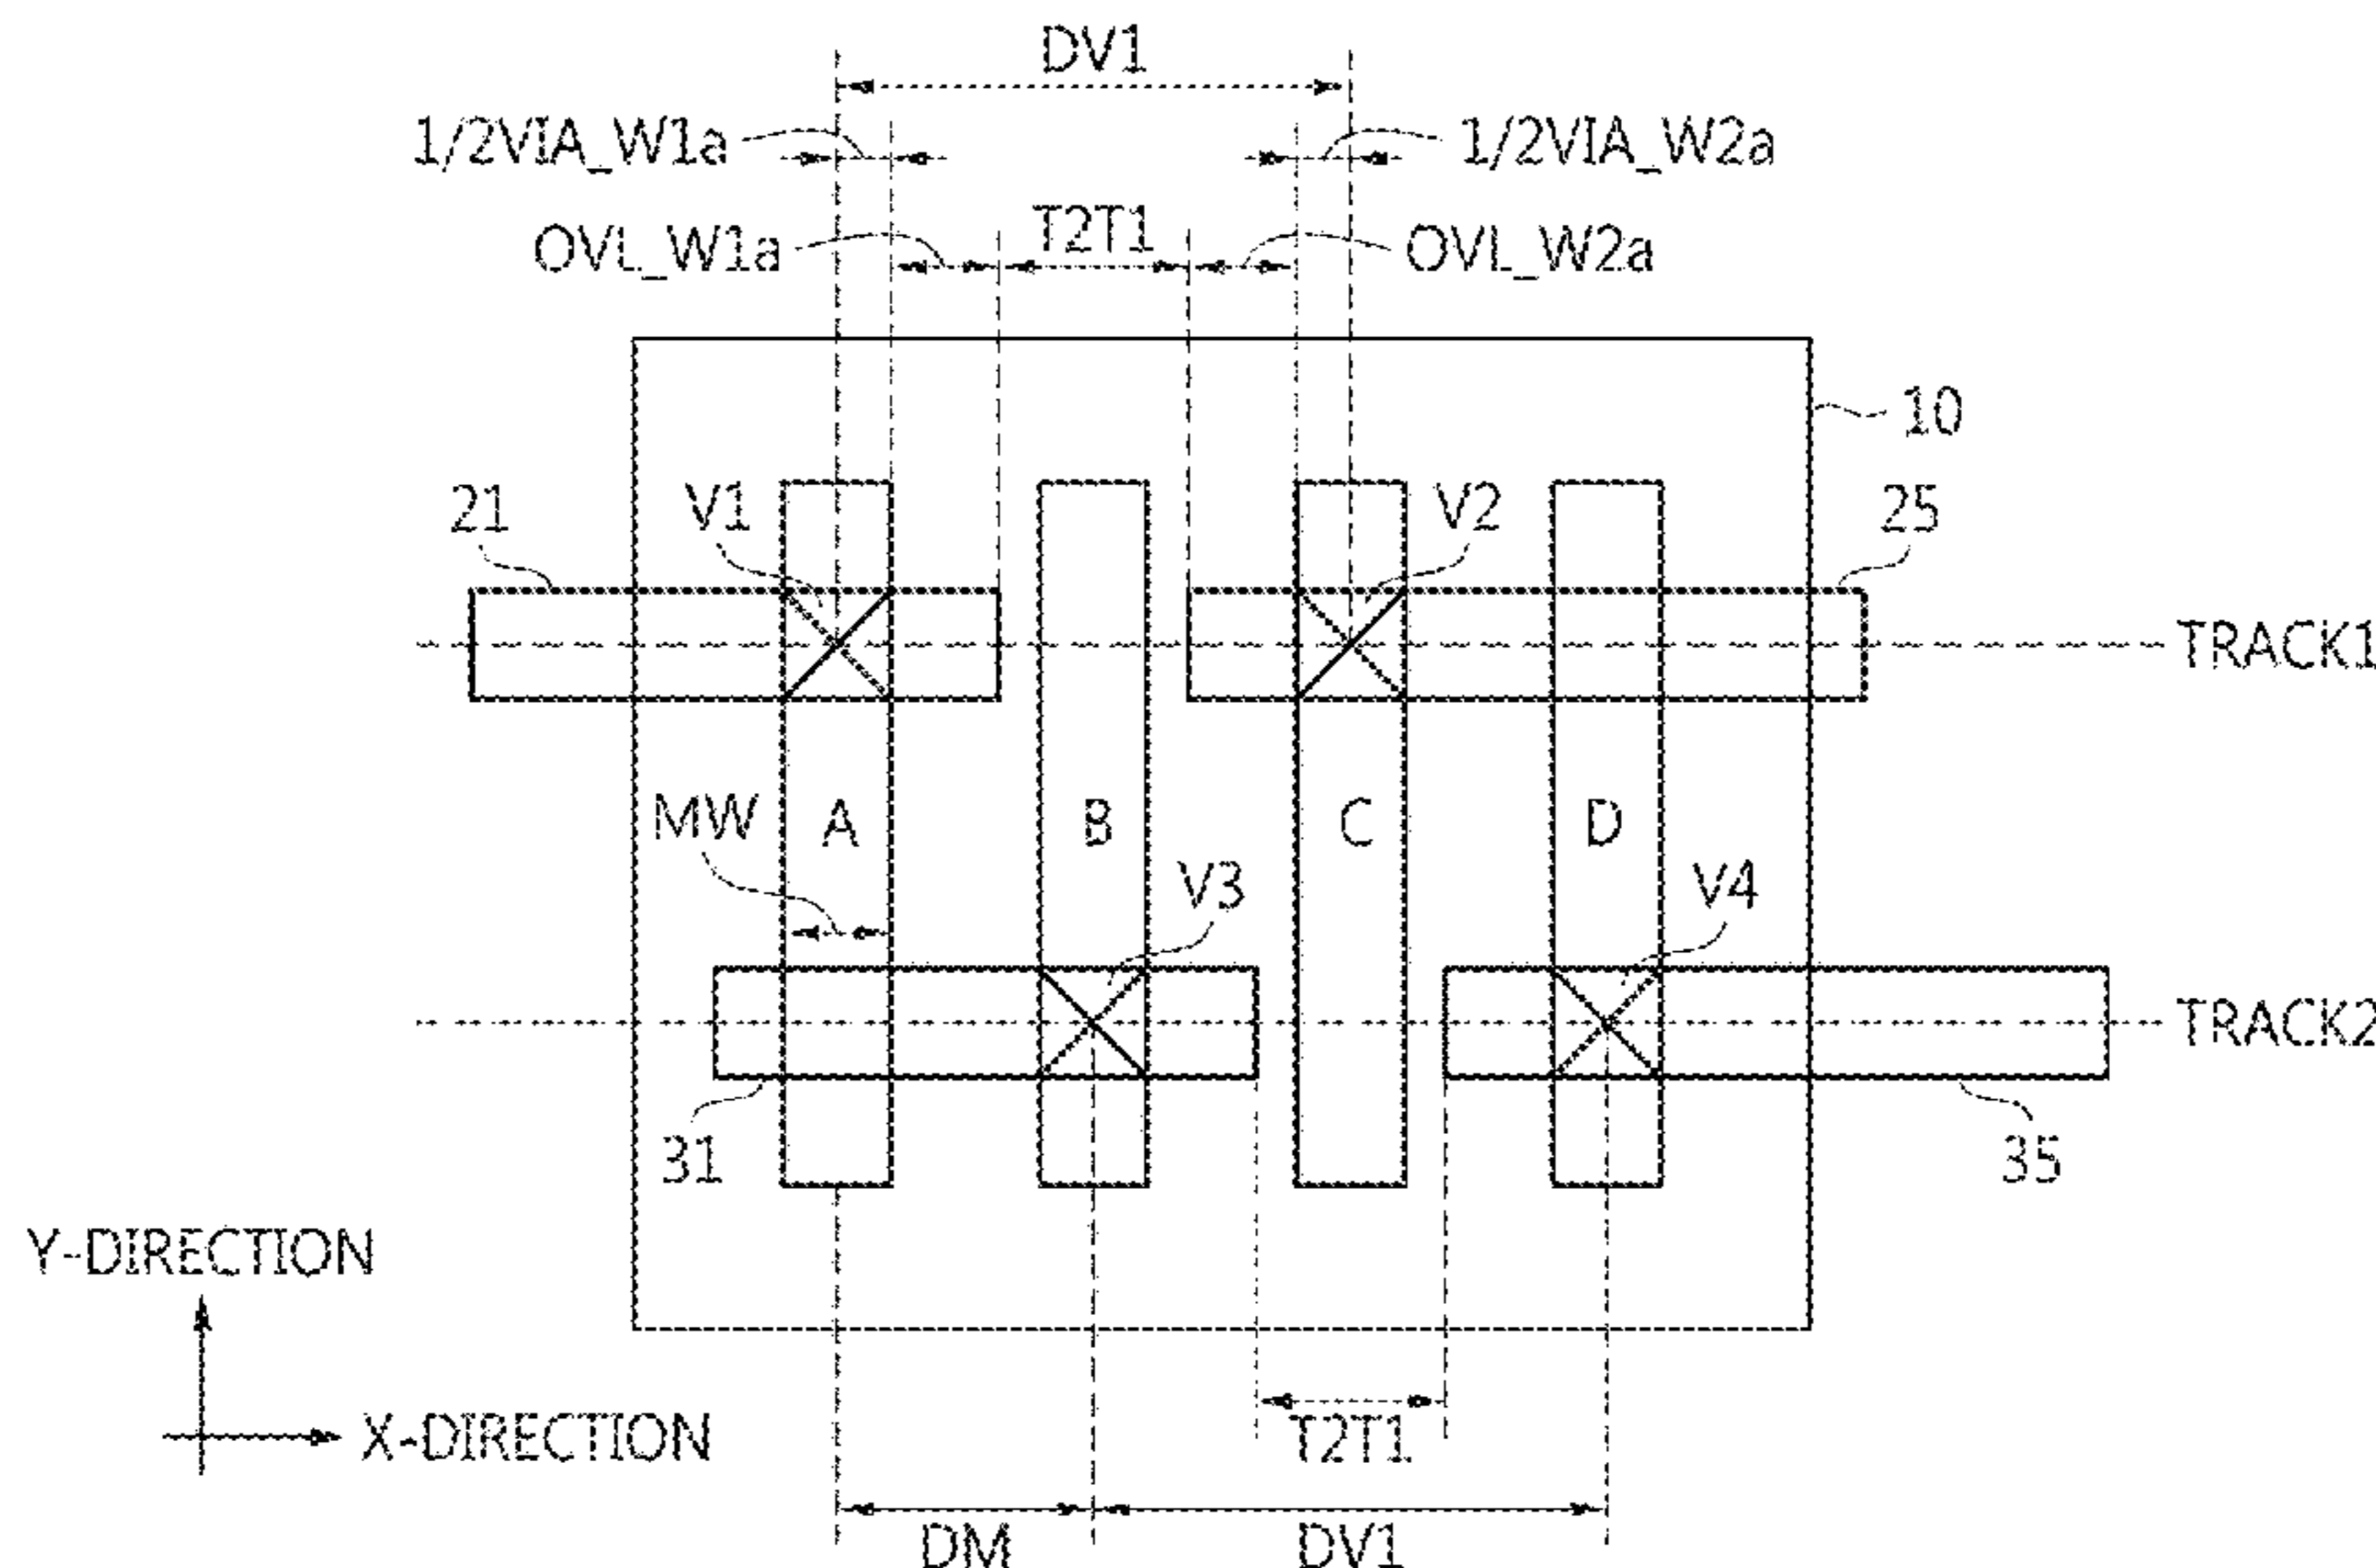 DV1
1/2VIA_W1a
1/2VIA_W2a
OVL_W1a
T2T1
OVL_W2a
10
21
V1
V2
25
TRACK1
MW
A
B
C
D
V3
V4
TRACK2
31
35
Y-DIRECTION
X-DIRECTION
T2T1
DM
DV1